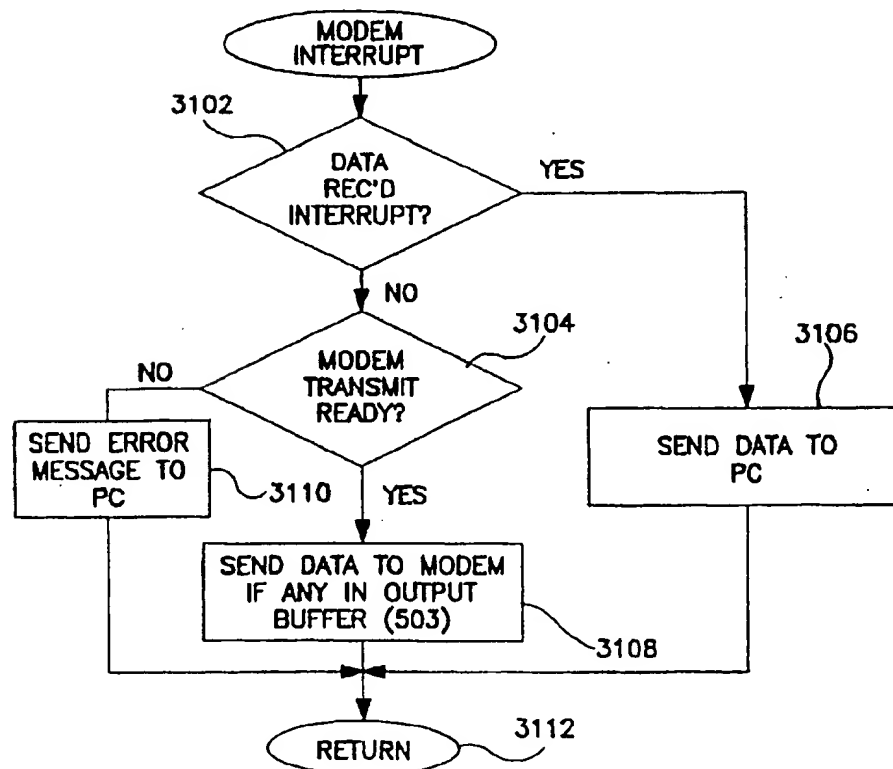 MODEM
INTERRUPT
3102
DATA
REC'D
INTERRUPT?
YES
NO
3104
MODEM
TRANSMIT
READY?
NO
3106
SEND DATA TO
PC
SEND ERROR
MESSAGE TO
PC
3110
YES
SEND DATA TO MODEM
IF ANY IN OUTPUT
BUFFER (503)
3108
RETURN
3112